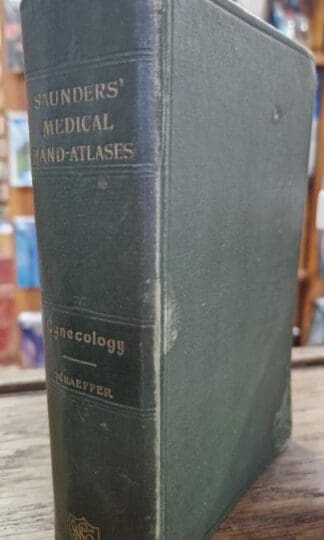 SAUNDERS'
MEDICAL
HAND-ATLASES
Gynecology
SCHAEFFER